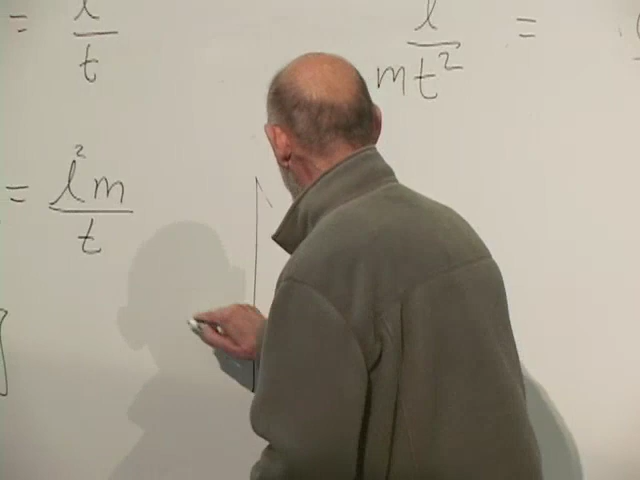 = l/t
l/mt² =
= l²m/t